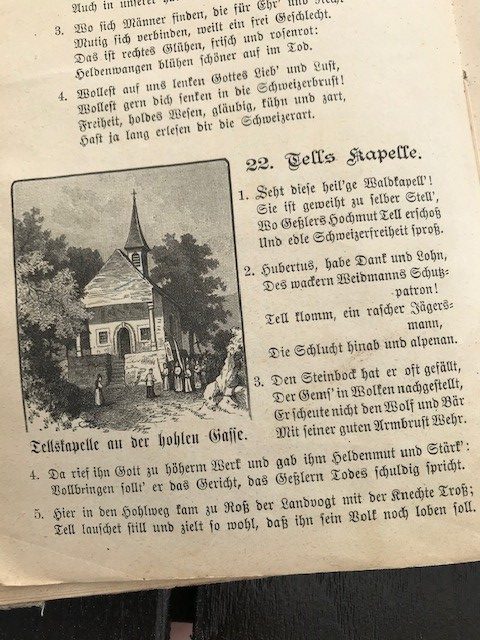 Auch in unserer
3. Wo sich Männer finden, die für Ehr' und Recht
Mutig sich verbinden, weilt ein frei Geschlecht.
Das ist rechtes Glühen, frisch und rosenrot:
Heldenwangen blühen schöner auf im Tod.
4. Wollest auf uns lenken Gottes Lieb' und Lust,
Wollest gern dich senken in die Schweizerbrust!
Freiheit, holdes Wesen, gläubig, kühn und zart,
Hast ja lang erlesen dir die Schweizerart.
22. Tells Kapelle.
1. Seht diese heil'ge Waldkapell'!
Sie ist geweiht zu selber Stell',
Wo Geßlers Hochmut Tell erschoß
Und edle Schweizerfreiheit sproß.
2. Hubertus, habe Dank und Lohn,
Des wackern Weidmanns Schutz-
patron!
Tell klomm, ein rascher Jägers-
mann,
Die Schlucht hinab und alpenan.
3. Den Steinbock hat er oft gefällt,
Der Gems' in Wolken nachgestellt,
Er scheute nicht den Wolf und Bär
Mit seiner guten Armbrust Wehr.
Tellskapelle an der hohlen Gasse.
4. Da rief ihn Gott zu höherm Werk und gab ihm Heldenmut und Stärk':
Vollbringen sollt' er das Gericht, das Geßlern Todes schuldig spricht.
5. Hier in den Hohlweg kam zu Roß der Landvogt mit der Knechte Troß;
Tell lauschet still und zielt so wohl, daß ihn sein Volk noch loben soll.